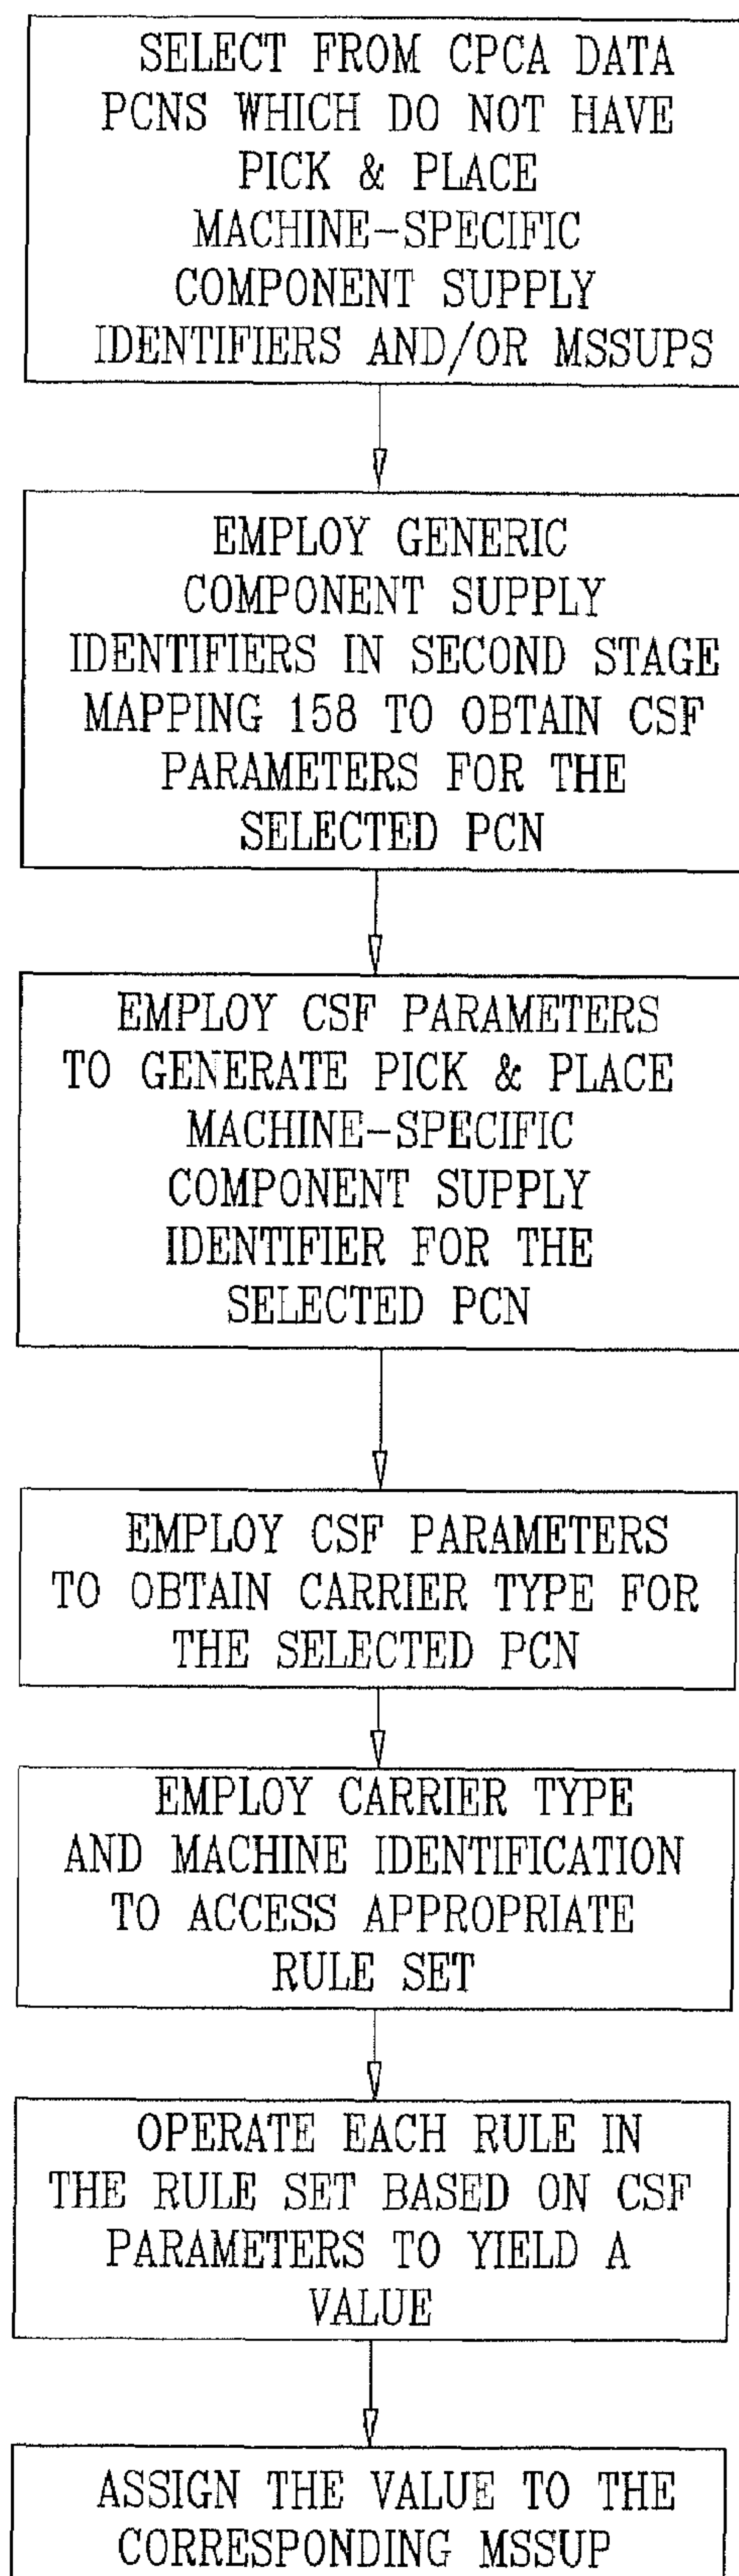 SELECT FROM CPCA DATA
PCNS WHICH DO NOT HAVE
PICK & PLACE
MACHINE-SPECIFIC
COMPONENT SUPPLY
IDENTIFIERS AND/OR MSSUPS
EMPLOY GENERIC
COMPONENT SUPPLY
IDENTIFIERS IN SECOND STAGE
MAPPING 158 TO OBTAIN CSF
PARAMETERS FOR THE
SELECTED PCN
EMPLOY CSF PARAMETERS
TO GENERATE PICK & PLACE
MACHINE-SPECIFIC
COMPONENT SUPPLY
IDENTIFIER FOR THE
SELECTED PCN
EMPLOY CSF PARAMETERS
TO OBTAIN CARRIER TYPE FOR
THE SELECTED PCN
EMPLOY CARRIER TYPE
AND MACHINE IDENTIFICATION
TO ACCESS APPROPRIATE
RULE SET
OPERATE EACH RULE IN
THE RULE SET BASED ON CSF
PARAMETERS TO YIELD A
VALUE
ASSIGN THE VALUE TO THE
CORRESPONDING MSSUP